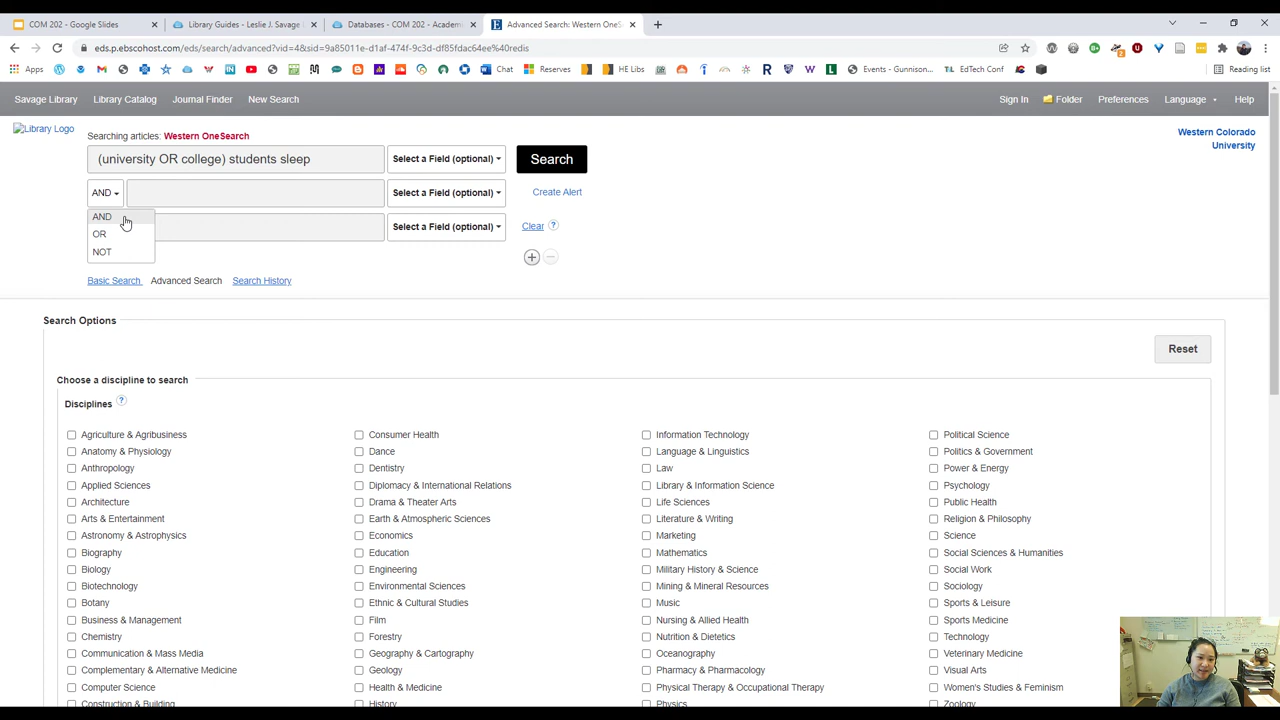 COM 202 - Google Slides
Library Guides - Leslie J. Savage L
Databases - COM 202 - Academic
Advanced Search: Western OneSe
eds.p.ebscohost.com/eds/search/advanced?vid=4&sid=9a85011e-d1af-474f-9c3d-df85fdac64ee%40redis
Apps
Chat
Reserves
HE Libs
Events - Gunnison...
EdTech Conf
Reading list
Savage Library
Library Catalog
Journal Finder
New Search
Sign In
Folder
Preferences
Language
Help
Library Logo
Searching articles: Western OneSearch
Western Colorado
University
(university OR college) students sleep
Select a Field (optional)
Search
AND
Select a Field (optional)
Create Alert
AND
OR
NOT
Select a Field (optional)
Clear
?
Basic Search
Advanced Search
Search History
Search Options
Reset
Choose a discipline to search
Disciplines ?
Agriculture & Agribusiness
Consumer Health
Information Technology
Political Science
Anatomy & Physiology
Dance
Language & Linguistics
Politics & Government
Anthropology
Dentistry
Law
Power & Energy
Applied Sciences
Diplomacy & International Relations
Library & Information Science
Psychology
Architecture
Drama & Theater Arts
Life Sciences
Public Health
Arts & Entertainment
Earth & Atmospheric Sciences
Literature & Writing
Religion & Philosophy
Astronomy & Astrophysics
Economics
Marketing
Science
Biography
Education
Mathematics
Social Sciences & Humanities
Biology
Engineering
Military History & Science
Social Work
Biotechnology
Environmental Sciences
Mining & Mineral Resources
Sociology
Botany
Ethnic & Cultural Studies
Music
Sports & Leisure
Business & Management
Film
Nursing & Allied Health
Sports Medicine
Chemistry
Forestry
Nutrition & Dietetics
Technology
Communication & Mass Media
Geography & Cartography
Oceanography
Veterinary Medicine
Complementary & Alternative Medicine
Geology
Pharmacy & Pharmacology
Visual Arts
Computer Science
Health & Medicine
Physical Therapy & Occupational Therapy
Women's Studies & Feminism
Construction & Building
History
Physics
Zoology